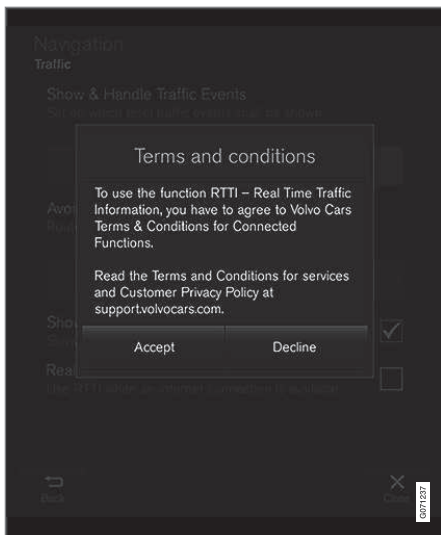 Navigation
Traffic
Show & Handle Traffic Events
Terms and conditions
To use the function RTTI – Real Time Traffic
Information, you have to agree to Volvo Cars
Terms & Conditions for Connected
Functions.
Read the Terms and Conditions for services
and Customer Privacy Policy at
support.volvocars.com.
Accept
Decline
Back
Close
G071237